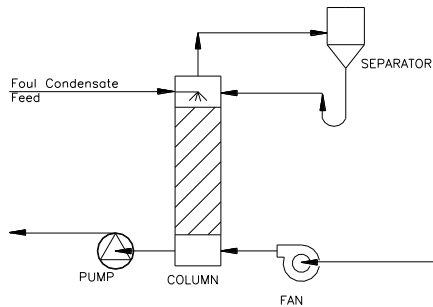 SEPARATOR
Foul Condensate
Feed
PUMP
COLUMN
FAN